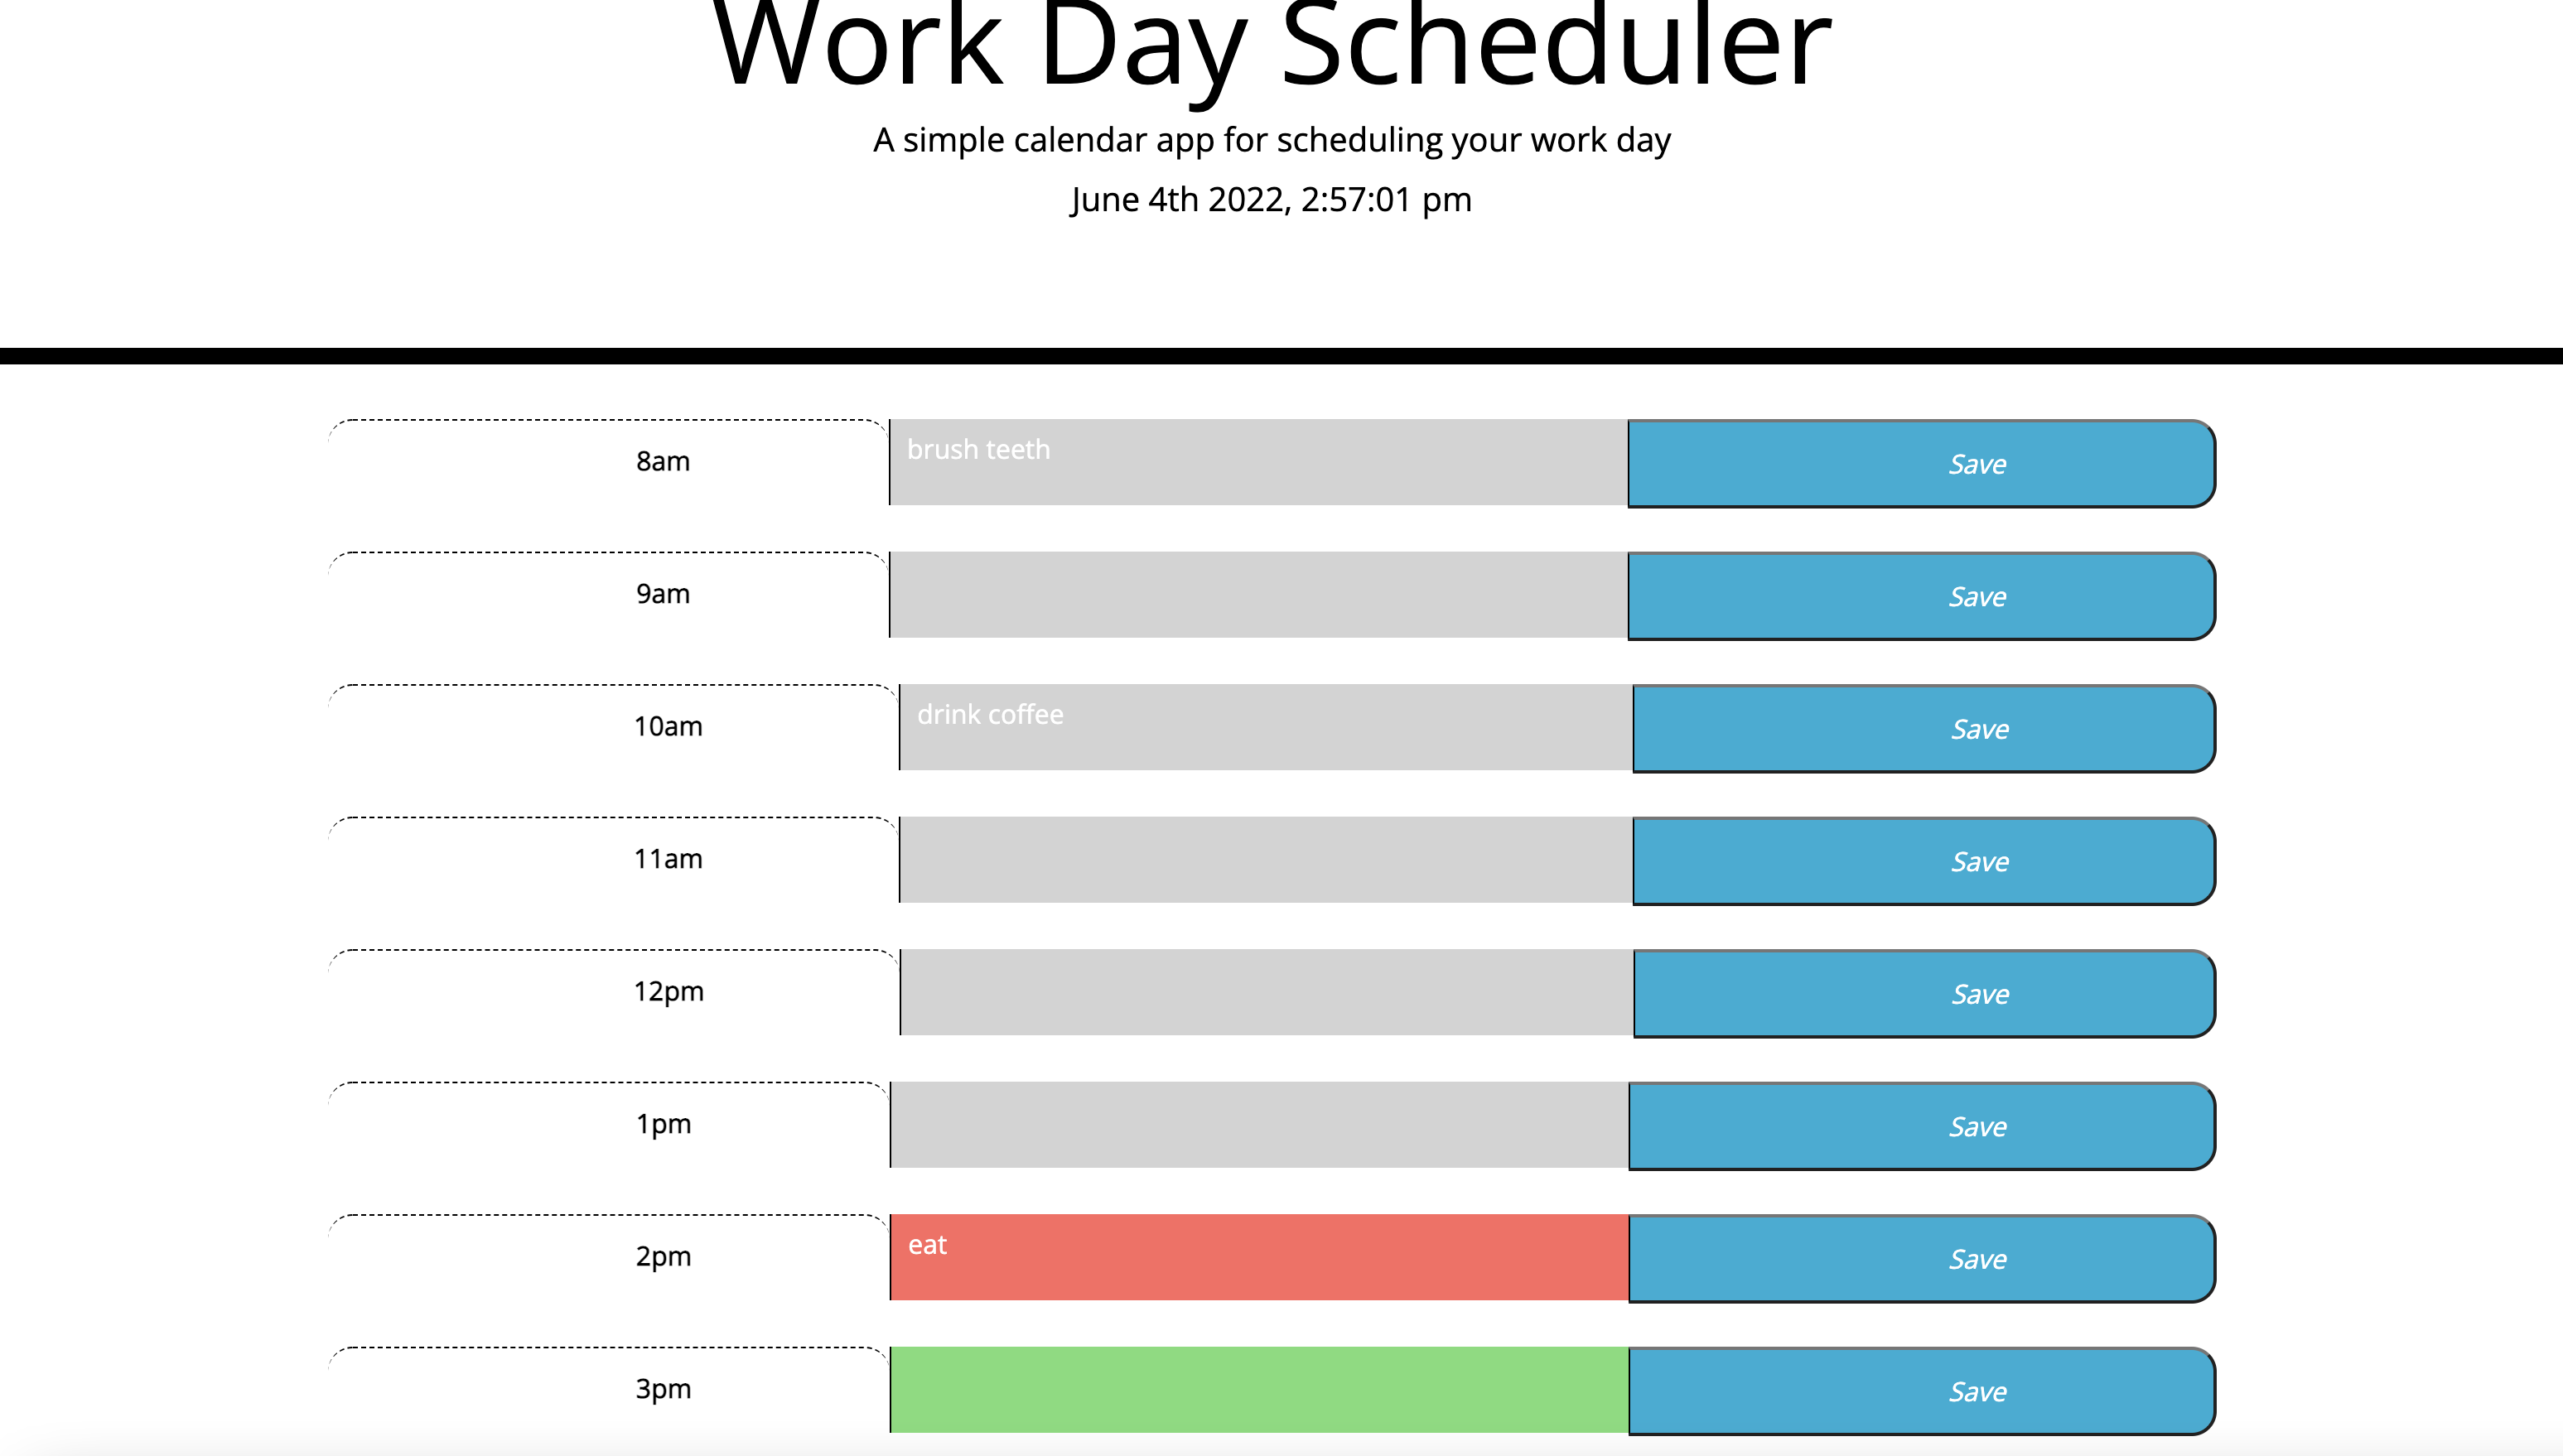 Work Day Scheduler
A simple calendar app for scheduling your work day
June 4th 2022, 2:57:01 pm
8am brush teeth Save
9am Save
10am drink coffee Save
11am Save
12pm Save
1pm Save
2pm eat Save
3pm Save